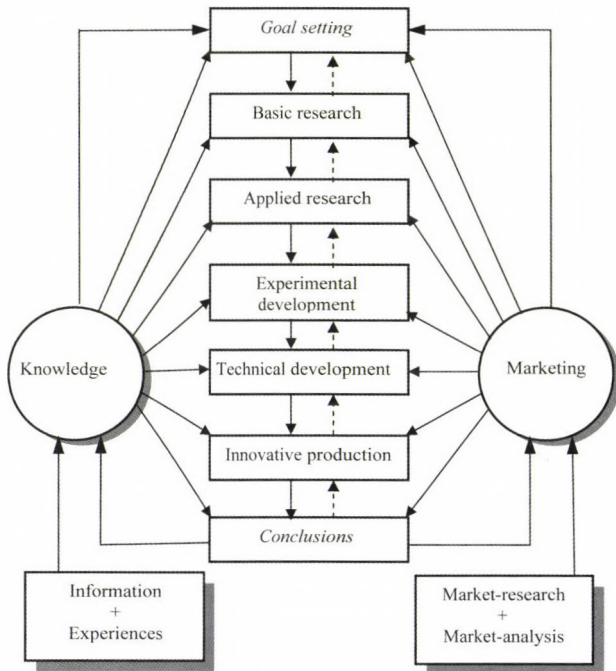 Goal setting
Basic research
Applied research
Experimental
development
Knowledge
Technical development
Marketing
Innovative production
Conclusions
Information
+
Experiences
Market-research
+
Market-analysis